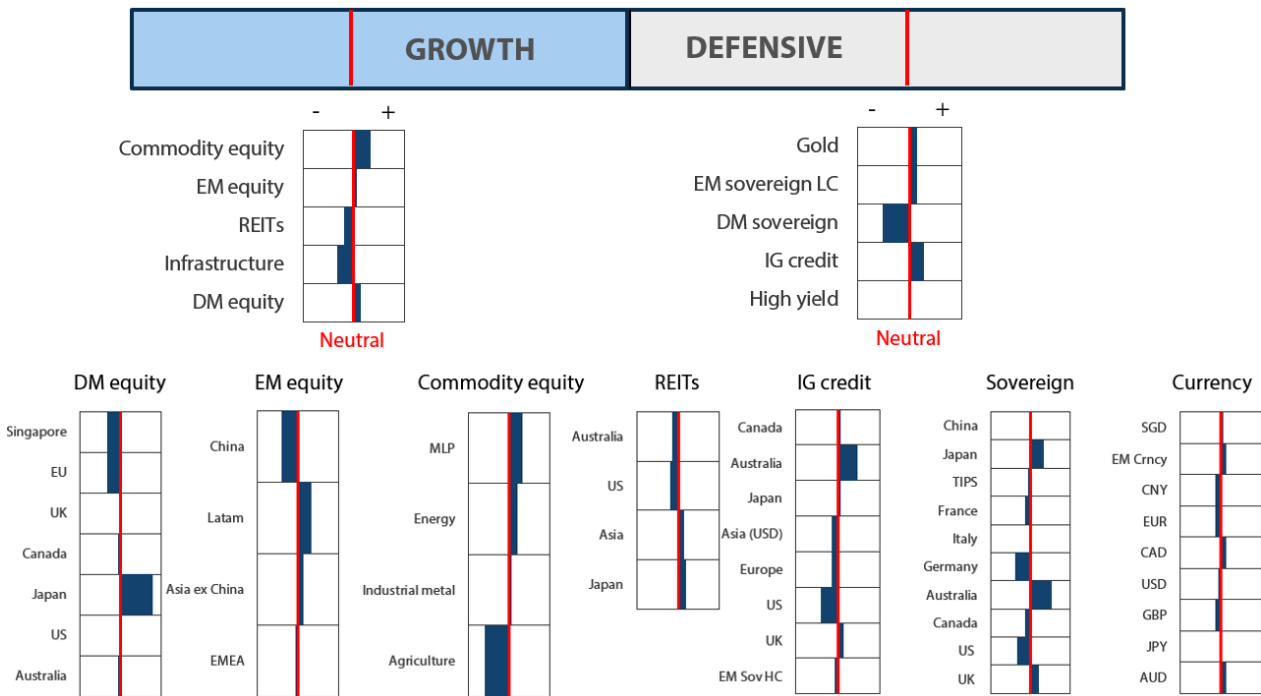 GROWTH
DEFENSIVE
- +
Commodity equity
EM equity
REITs
Infrastructure
DM equity
Neutral
- +
Gold
EM sovereign LC
DM sovereign
IG credit
High yield
Neutral
DM equity
Singapore
EU
UK
Canada
Japan
US
Australia
EM equity
China
Latam
Asia ex China
EMEA
Commodity equity
MLP
Energy
Industrial metal
Agriculture
REITs
Australia
US
Asia
Japan
IG credit
Canada
Australia
Japan
Asia (USD)
Europe
US
UK
EM Sov HC
Sovereign
China
Japan
TIPS
France
Italy
Germany
Australia
Canada
US
UK
Currency
SGD
EM Crncy
CNY
EUR
CAD
USD
GBP
JPY
AUD